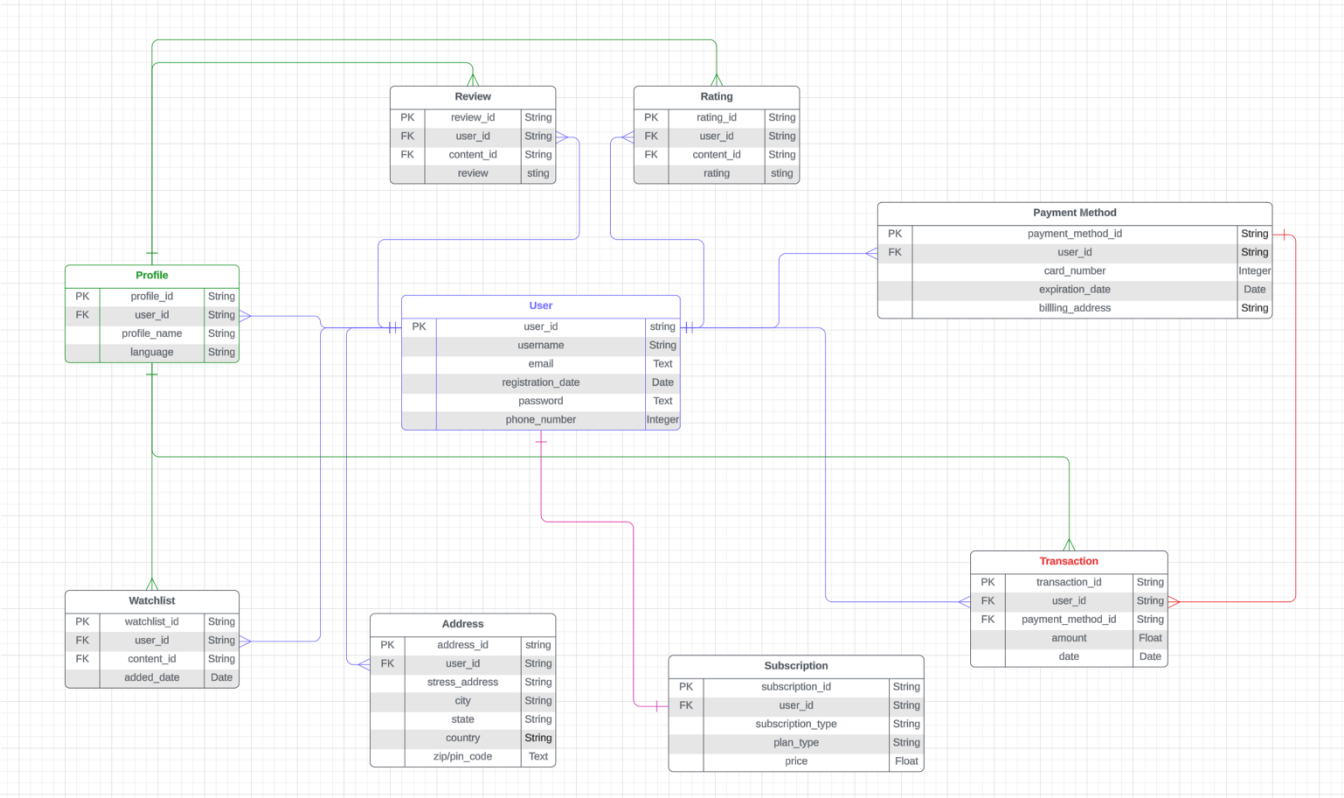 Review
PK review_id String
FK user_id String
FK content_id String
review sting
Rating
PK rating_id String
FK user_id String
FK content_id String
rating sting
Payment Method
PK payment_method_id String
FK user_id String
card_number Integer
expiration_date Date
billling_address String
Profile
PK profile_id String
FK user_id String
profile_name String
language String
User
PK user_id string
username String
email Text
registration_date Date
password Text
phone_number Integer
Transaction
PK transaction_id String
FK user_id String
FK payment_method_id String
amount Float
date Date
Watchlist
PK watchlist_id String
FK user_id String
FK content_id String
added_date Date
Address
PK address_id string
FK user_id String
stress_address String
city String
state String
country String
zip/pin_code Text
Subscription
PK subscription_id String
FK user_id String
subscription_type String
plan_type String
price Float